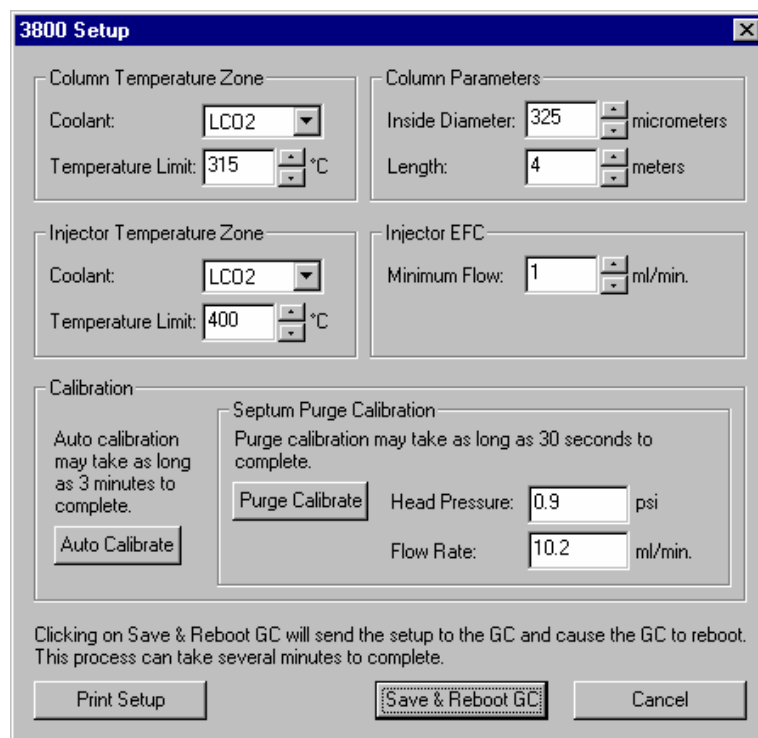 3800 Setup
Column Temperature Zone
Coolant: LCO2
Temperature Limit: 315 °C
Column Parameters
Inside Diameter: 325 micrometers
Length: 4 meters
Injector Temperature Zone
Coolant: LCO2
Temperature Limit: 400 °C
Injector EFC
Minimum Flow: 1 ml/min.
Calibration
Auto calibration
may take as long
as 3 minutes to
complete.
Auto Calibrate
Septum Purge Calibration
Purge calibration may take as long as 30 seconds to
complete.
Purge Calibrate
Head Pressure: 0.9 psi
Flow Rate: 10.2 ml/min.
Clicking on Save & Reboot GC will send the setup to the GC and cause the GC to reboot.
This process can take several minutes to complete.
Print Setup
Save & Reboot GC
Cancel